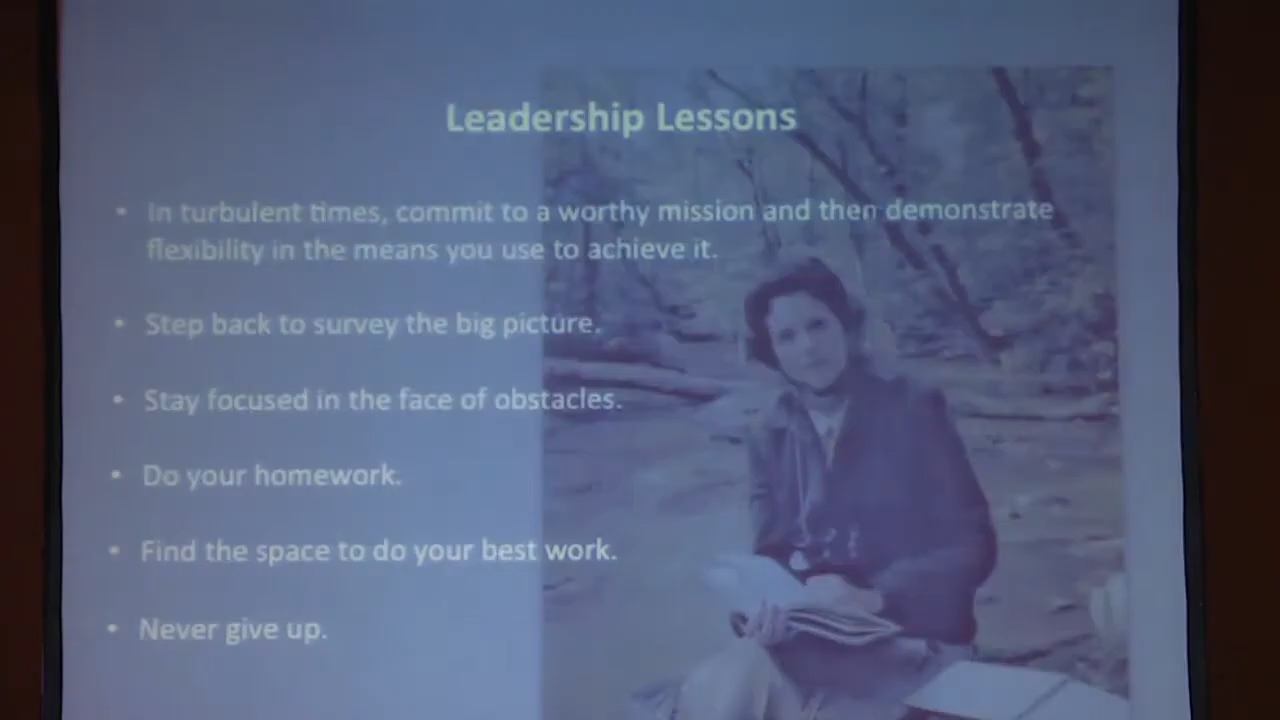 Leadership Lessons
• In turbulent times, commit to a worthy mission and then demonstrate
flexibility in the means you use to achieve it.
• Step back to survey the big picture.
• Stay focused in the face of obstacles.
• Do your homework.
• Find the space to do your best work.
• Never give up.